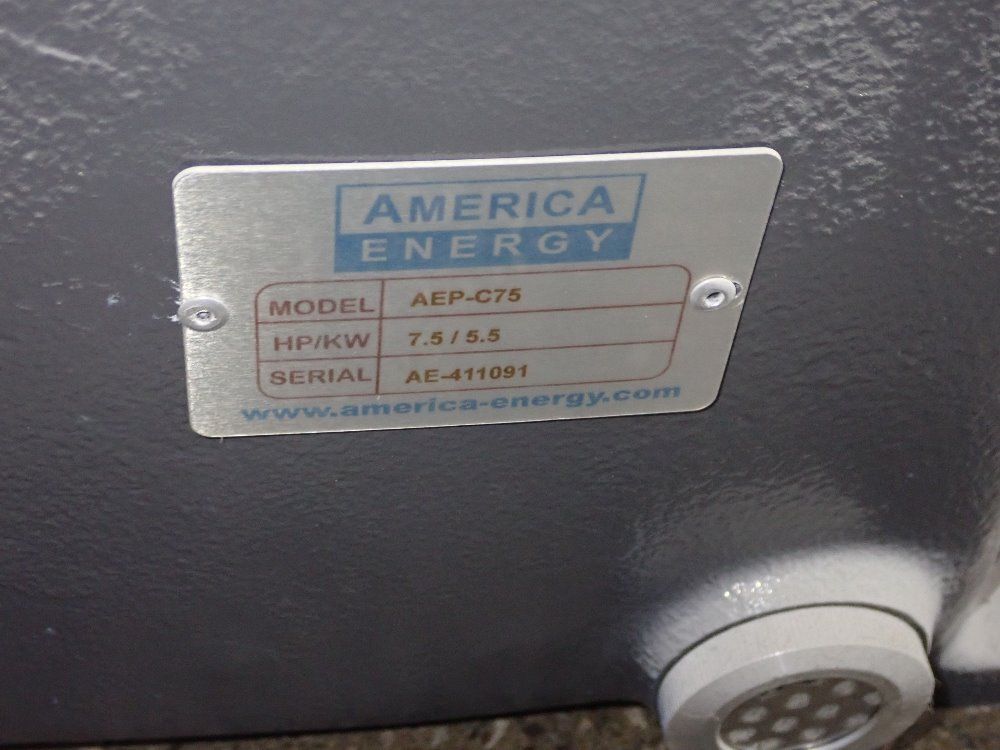 AMERICA
ENERGY
MODEL AEP-C75
HP/KW 7.5 / 5.5
SERIAL AE-411091
www.america-energy.com